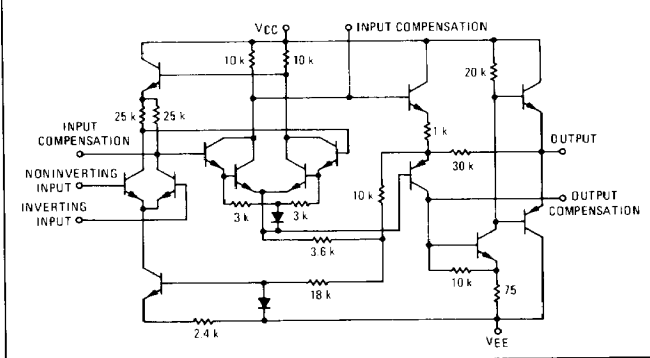 VCC
INPUT COMPENSATION
10 k
10 k
20 k
25 k
25 k
INPUT
COMPENSATION
1 k
OUTPUT
30 k
NONINVERTING
INPUT
10 k
INVERTING
INPUT
3 k
3 k
OUTPUT
COMPENSATION
3.6 k
10 k
75
18 k
2.4 k
VEE